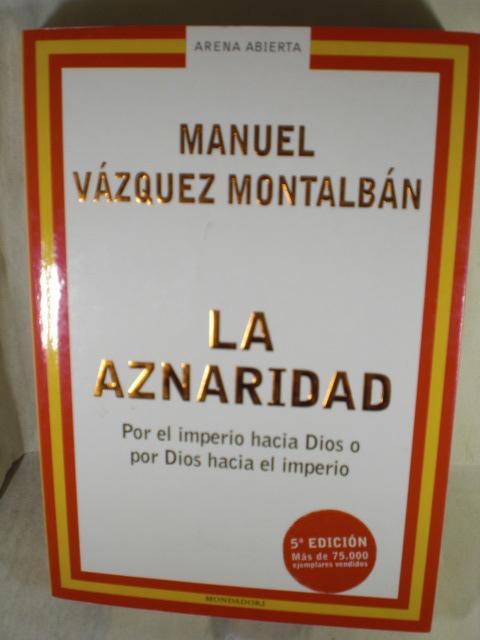 ARENA ABIERTA
MANUEL
VÁZQUEZ MONTALBÁN
LA
AZNARIDAD
Por el imperio hacia Dios o
por Dios hacia el imperio
5ª EDICIÓN
Más de 75.000
ejemplares vendidos
MONDADORI